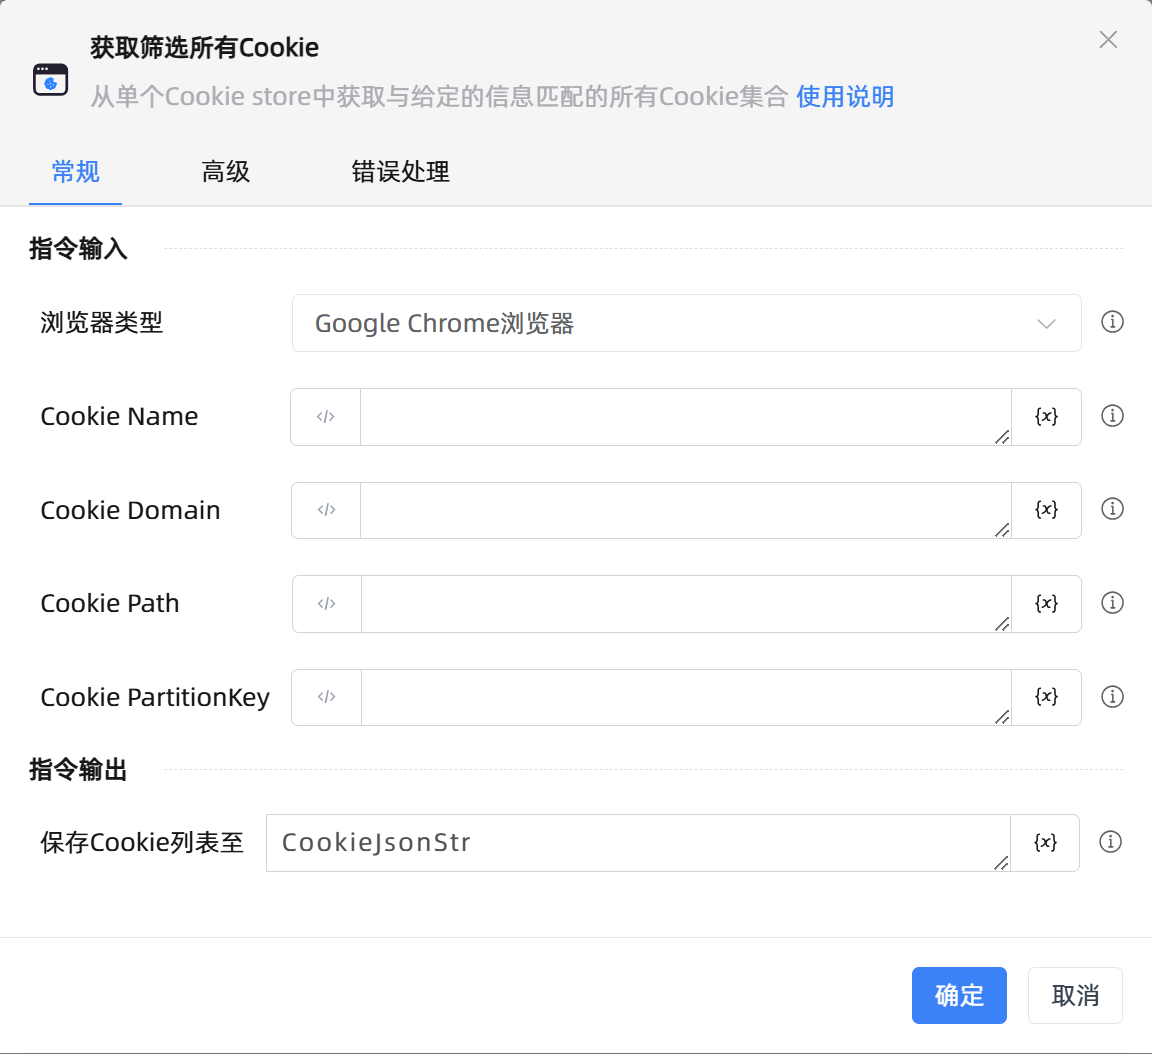 获取筛选所有Cookie
从单个Cookie store中获取与给定的信息匹配的所有Cookie集合 使用说明
常规 高级 错误处理
指令输入
浏览器类型 Google Chrome浏览器
Cookie Name </> {x}
Cookie Domain </> {x}
Cookie Path </> {x}
Cookie PartitionKey </> {x}
指令输出
保存Cookie列表至 CookieJsonStr {x}
确定 取消